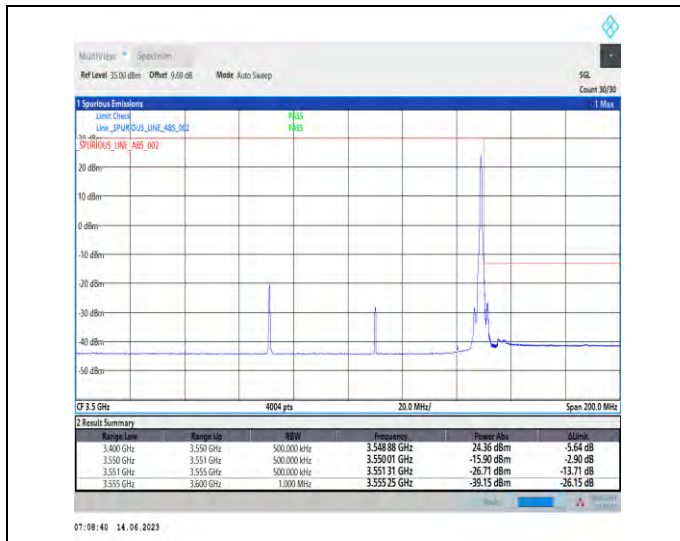 MultiView Spectrum
Ref Level 35.00 dBm Offset 9.69 dB Mode Auto Sweep SGL
Count 30/30
1 Spurious Emissions 1 Max
Limit Check PASS
Line _SPURIOUS_LINE_ABS_002 PASS
_SPURIOUS_LINE_ABS_002
20 dBm
10 dBm
0 dBm
-10 dBm
-20 dBm
-30 dBm
-40 dBm
-50 dBm
CF 3.5 GHz 4004 pts 20.0 MHz/ Span 200.0 MHz
2 Result Summary
Range Low Range Up RBW Frequency Power Abs ΔLimit
3.400 GHz 3.550 GHz 500.000 kHz 3.548 88 GHz 24.36 dBm -5.64 dB
3.550 GHz 3.551 GHz 500.000 kHz 3.550 01 GHz -15.90 dBm -2.90 dB
3.551 GHz 3.555 GHz 500.000 kHz 3.551 31 GHz -26.71 dBm -13.71 dB
3.555 GHz 3.600 GHz 1.000 MHz 3.555 25 GHz -39.15 dBm -26.15 dB
07:08:40 14.06.2023